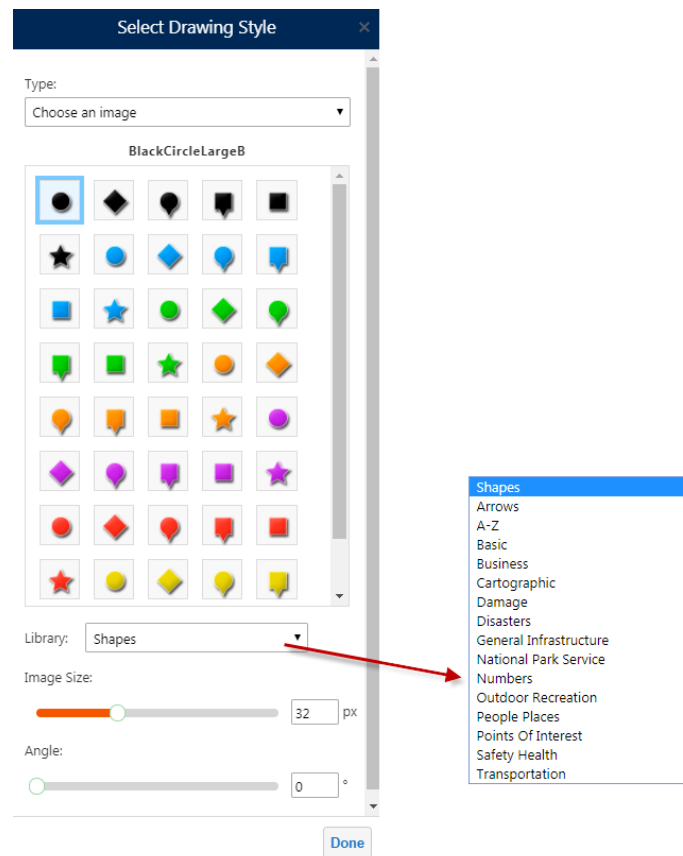 Select Drawing Style ×
Type:
Choose an image
BlackCircleLargeB
Library: Shapes
Image Size:
32 px
Angle:
0 °
Done
Shapes
Arrows
A-Z
Basic
Business
Cartographic
Damage
Disasters
General Infrastructure
National Park Service
Numbers
Outdoor Recreation
People Places
Points Of Interest
Safety Health
Transportation